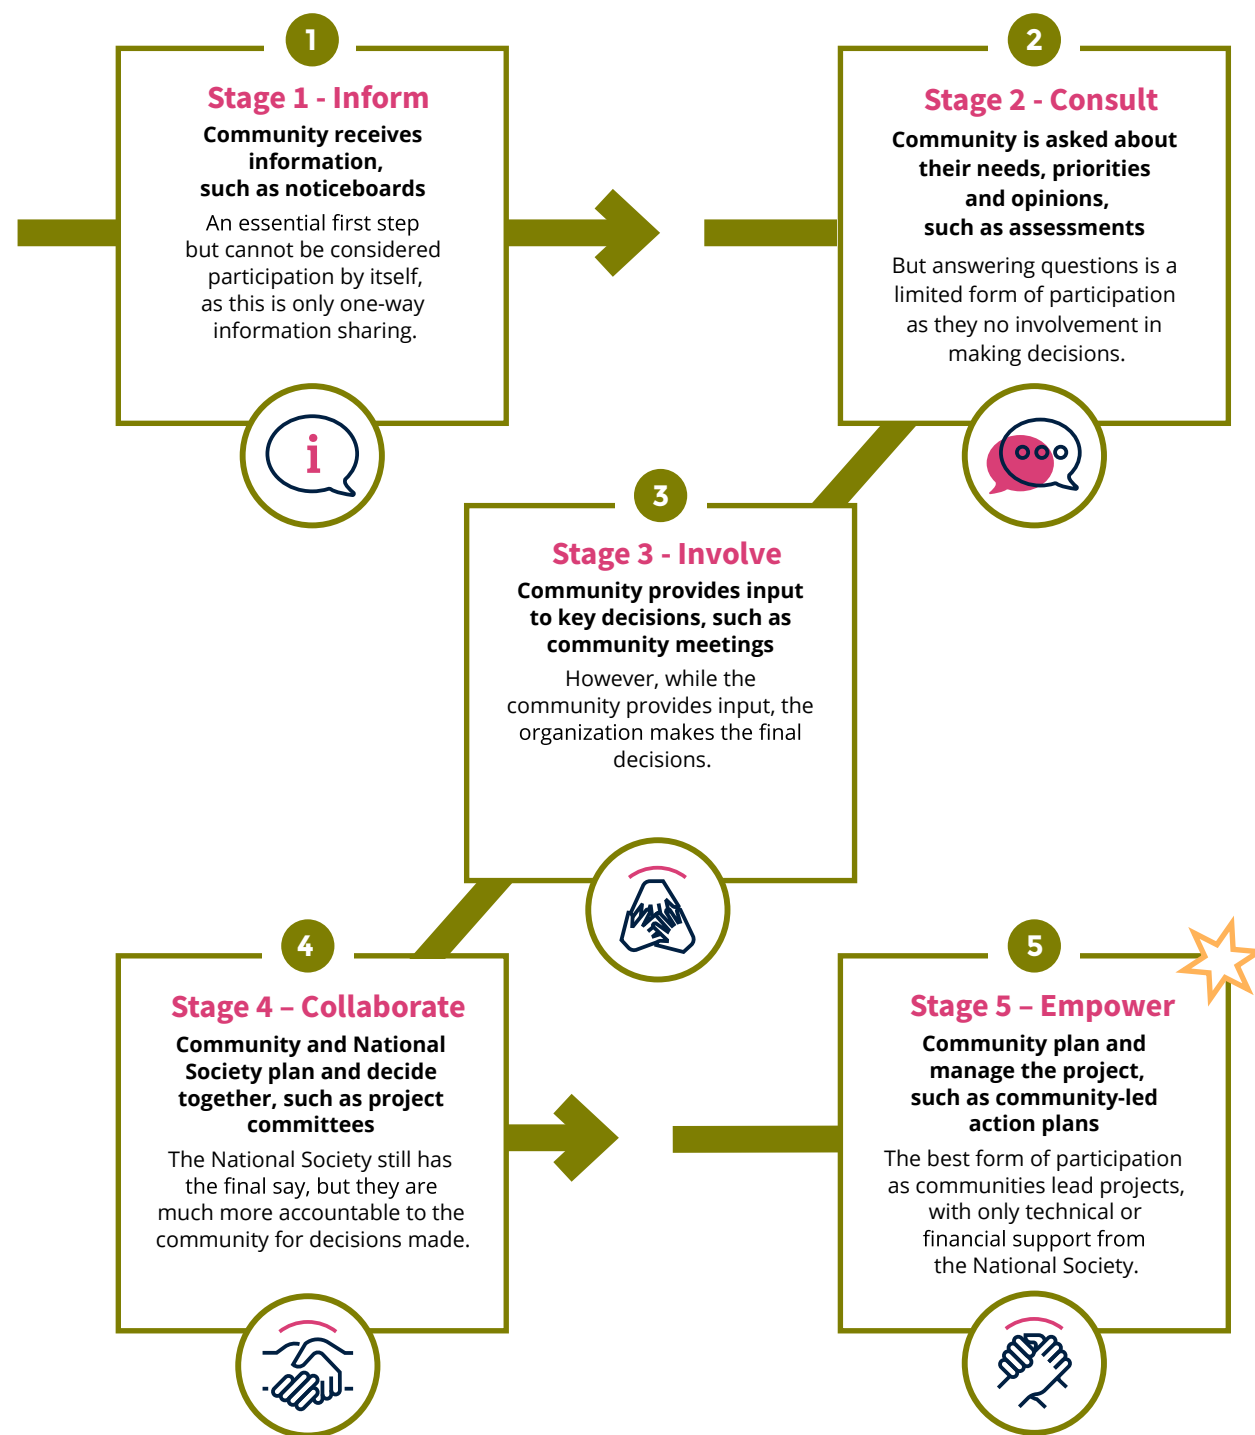 1
Stage 1 - Inform
Community receives
information,
such as noticeboards
An essential first step
but cannot be considered
participation by itself,
as this is only one-way
information sharing.
i
2
Stage 2 - Consult
Community is asked about
their needs, priorities
and opinions,
such as assessments
But answering questions is a
limited form of participation
as they no involvement in
making decisions.
3
Stage 3 - Involve
Community provides input
to key decisions, such as
community meetings
However, while the
community provides input, the
organization makes the final
decisions.
4
Stage 4 – Collaborate
Community and National
Society plan and decide
together, such as project
committees
The National Society still has
the final say, but they are
much more accountable to the
community for decisions made.
5
Stage 5 – Empower
Community plan and
manage the project,
such as community-led
action plans
The best form of participation
as communities lead projects,
with only technical or
financial support from
the National Society.